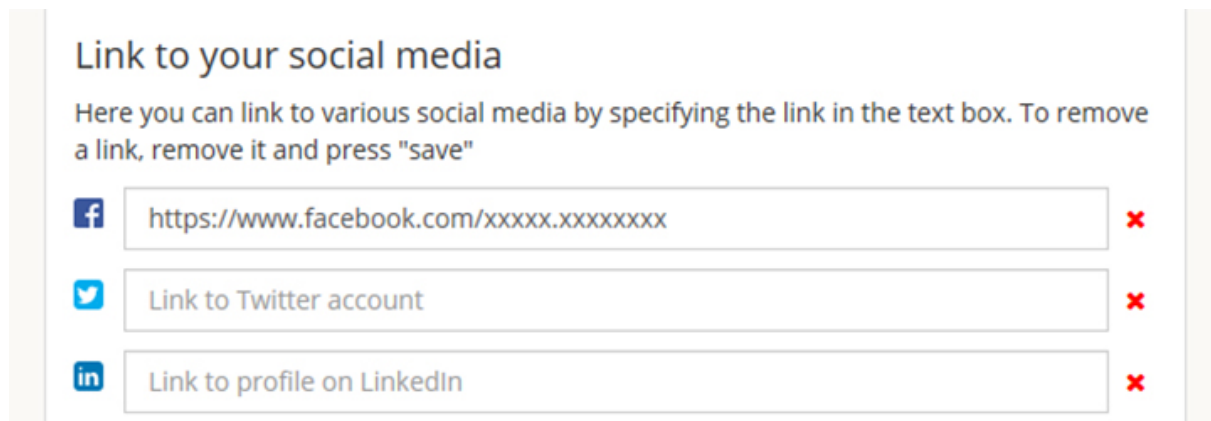 Link to your social media
Here you can link to various social media by specifying the link in the text box. To remove
a link, remove it and press "save"
https://www.facebook.com/xxxxx.xxxxxxxx
Link to Twitter account
in
Link to profile on LinkedIn